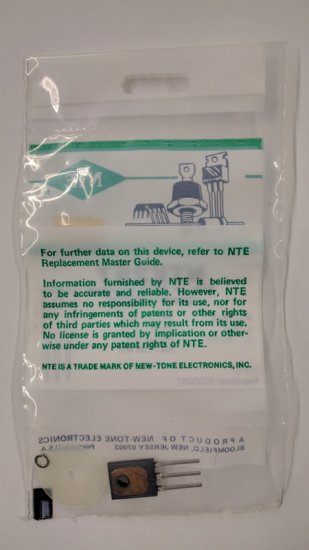 M
For further data on this device, refer to NTE
Replacement Master Guide.
Information furnished by NTE is believed
to be accurate and reliable. However, NTE
assumes no responsibility for its use, nor for
any infringements of patents or other rights
of third parties which may result from its use.
No license is granted by implication or other-
wise under any patent rights of NTE.
NTE IS A TRADE MARK OF NEW-TONE ELECTRONICS, INC.
A PRODUCT OF NEW-TONE ELECTRONICS
BLOOMFIELD, NEW JERSEY 07003